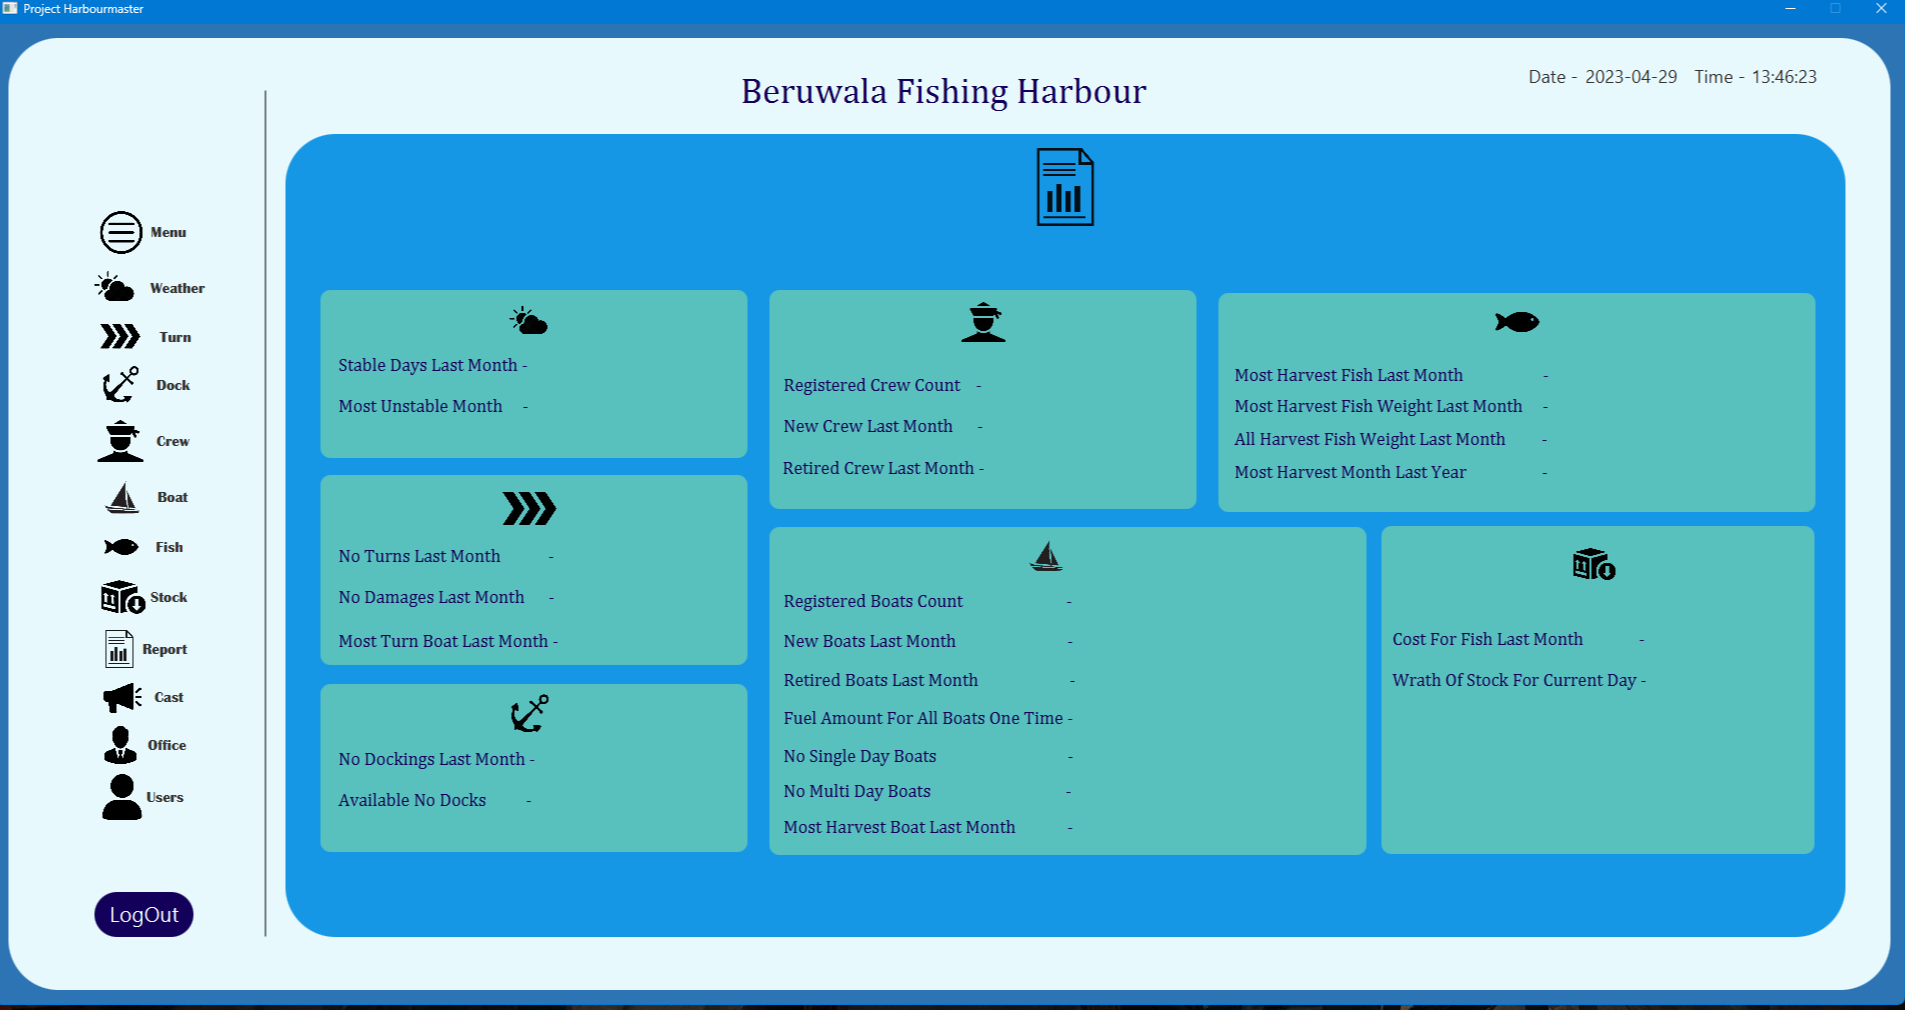 Project Harbourmaster
Beruwala Fishing Harbour
Date - 2023-04-29 Time - 13:46:23
Menu
Weather
Turn
Dock
Crew
Boat
Fish
Stock
Report
Cast
Office
Users
LogOut
Stable Days Last Month -
Most Unstable Month -
No Turns Last Month -
No Damages Last Month -
Most Turn Boat Last Month -
No Dockings Last Month -
Available No Docks -
Registered Crew Count -
New Crew Last Month -
Retired Crew Last Month -
Most Harvest Fish Last Month -
Most Harvest Fish Weight Last Month -
All Harvest Fish Weight Last Month -
Most Harvest Month Last Year -
Registered Boats Count -
New Boats Last Month -
Retired Boats Last Month -
Fuel Amount For All Boats One Time -
No Single Day Boats -
No Multi Day Boats -
Most Harvest Boat Last Month -
Cost For Fish Last Month -
Wrath Of Stock For Current Day -